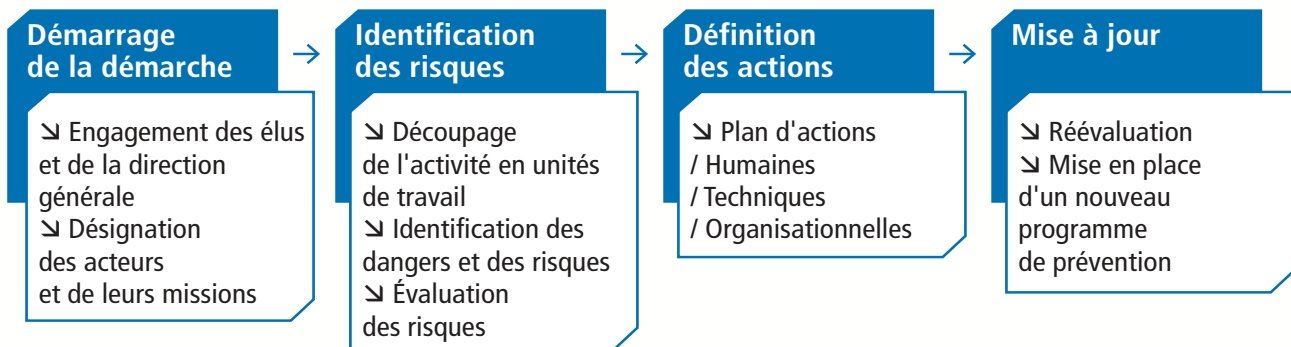 Démarrage
de la démarche
↘ Engagement des élus
et de la direction
générale
↘ Désignation
des acteurs
et de leurs missions
→
Identification
des risques
↘ Découpage
de l'activité en unités
de travail
↘ Identification des
dangers et des risques
↘ Évaluation
des risques
→
Définition
des actions
↘ Plan d'actions
/ Humaines
/ Techniques
/ Organisationnelles
→
Mise à jour
↘ Réévaluation
↘ Mise en place
d'un nouveau
programme
de prévention